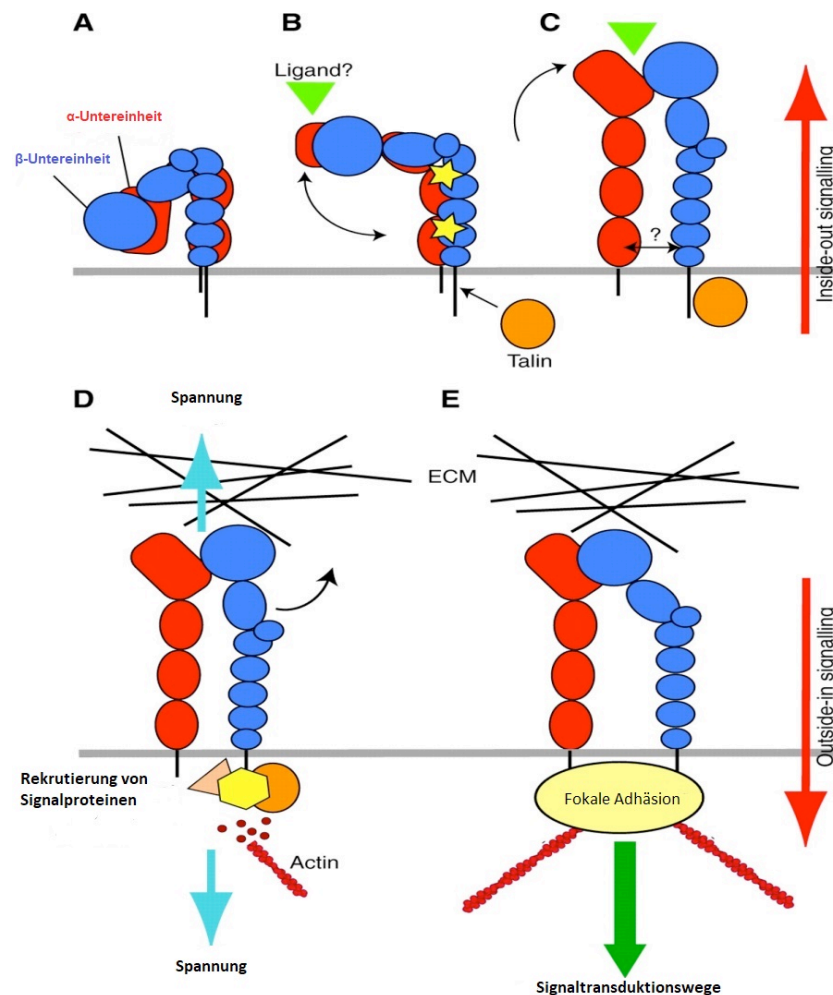 A
B
C
Ligand?
α-Untereinheit
β-Untereinheit
?
Talin
Inside-out signalling
D
E
Spannung
ECM
Rekrutierung von
Signalproteinen
Fokale Adhäsion
Actin
Spannung
Signaltransduktionswege
Outside-in signalling